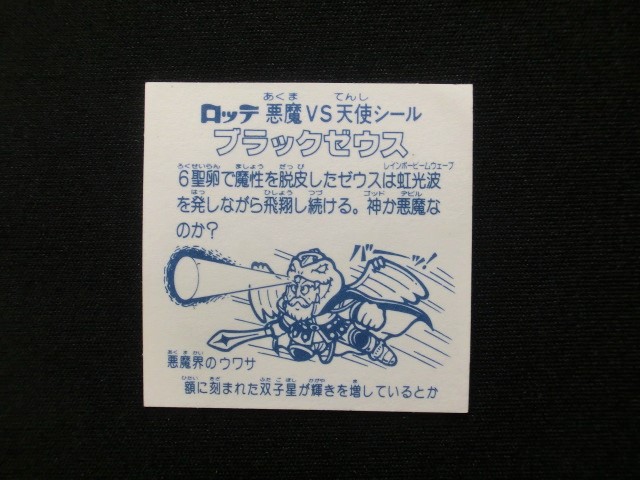 ロッテ 悪魔VS天使シール
ブラックゼウス
6聖卵で魔性を脱皮したゼウスは虹光波
を発しながら飛翔し続ける。神か悪魔な
のか?
バーッ!
悪魔界のウワサ
額に刻まれた双子星が輝きを増しているとか